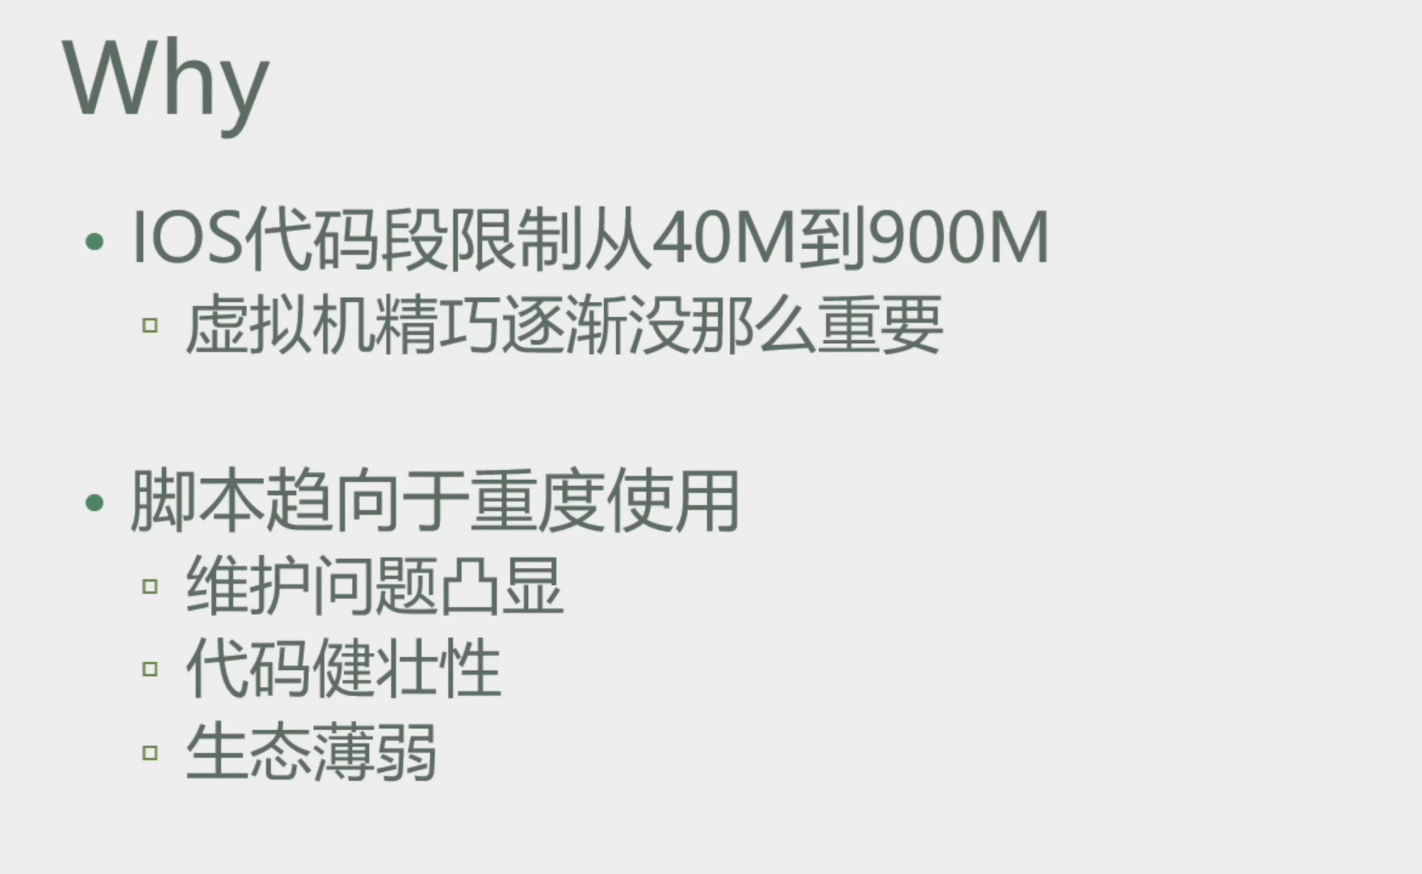 Why
IOS代码段限制从40M到900M
虚拟机精巧逐渐没那么重要
脚本趋向于重度使用
维护问题凸显
代码健壮性
生态薄弱